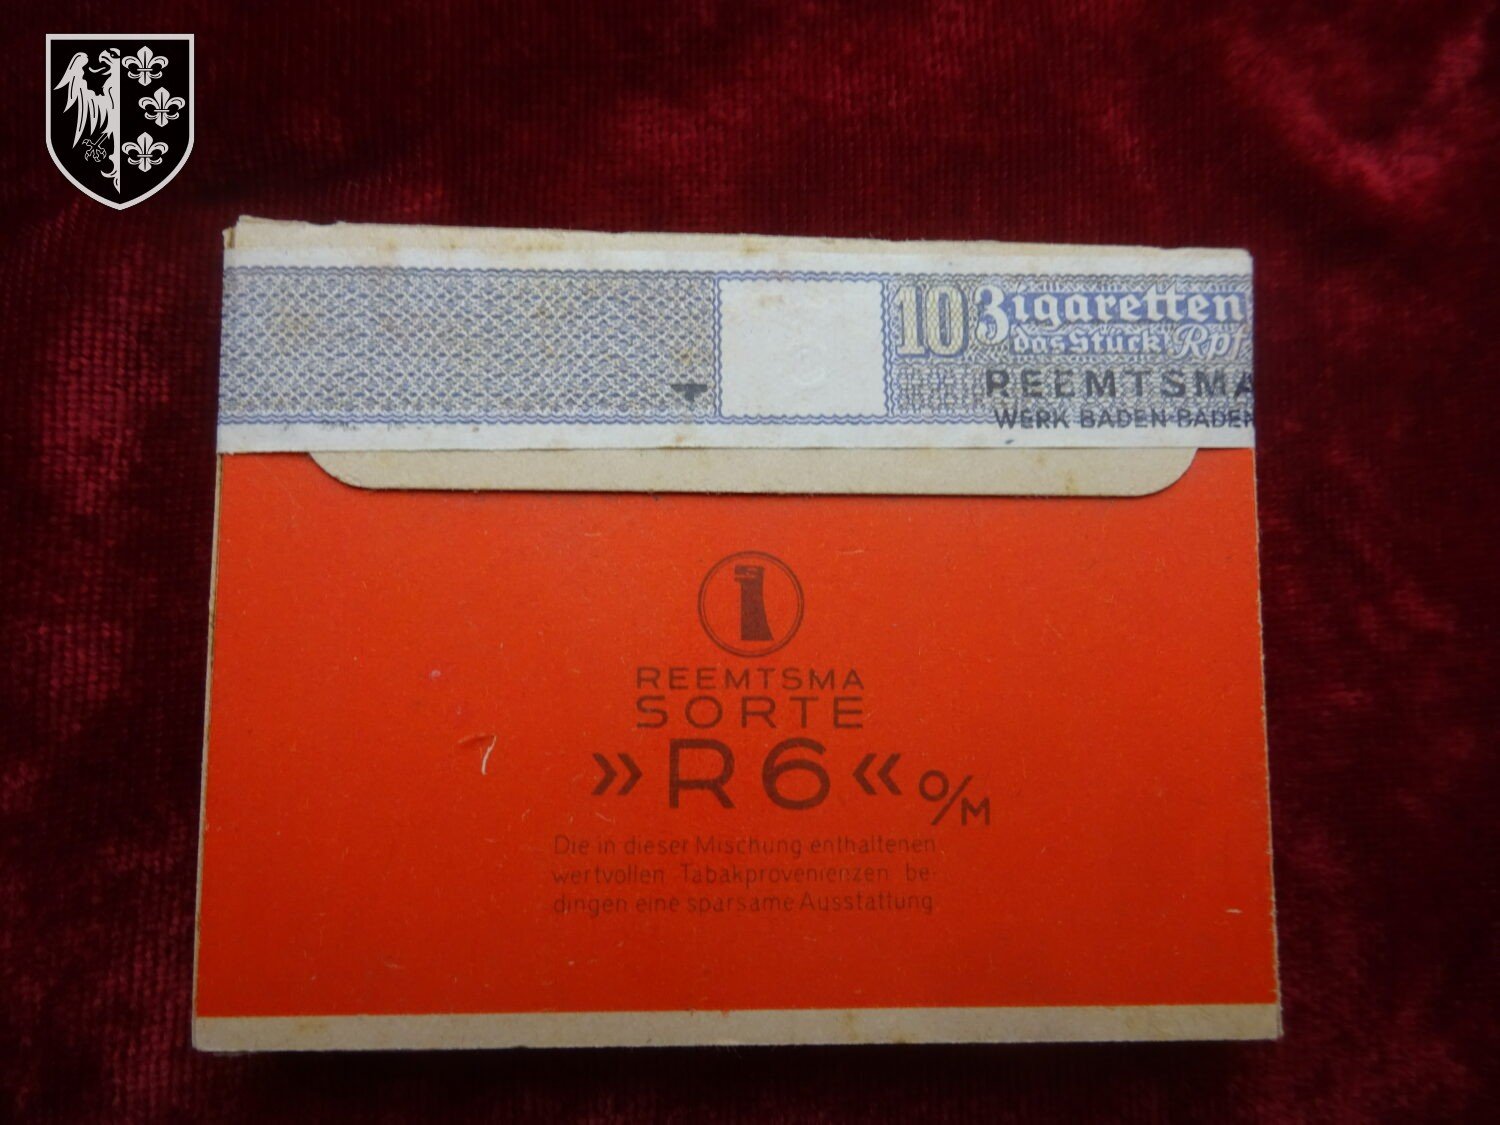 10 Zigaretten
das Stück Rpf
REEMTSMA
WERK BADEN-BADEN
REEMTSMA
SORTE
»R6« O/M
Die in dieser Mischung enthaltenen
wertvollen Tabakprovenienzen be-
dingen eine sparsame Ausstattung